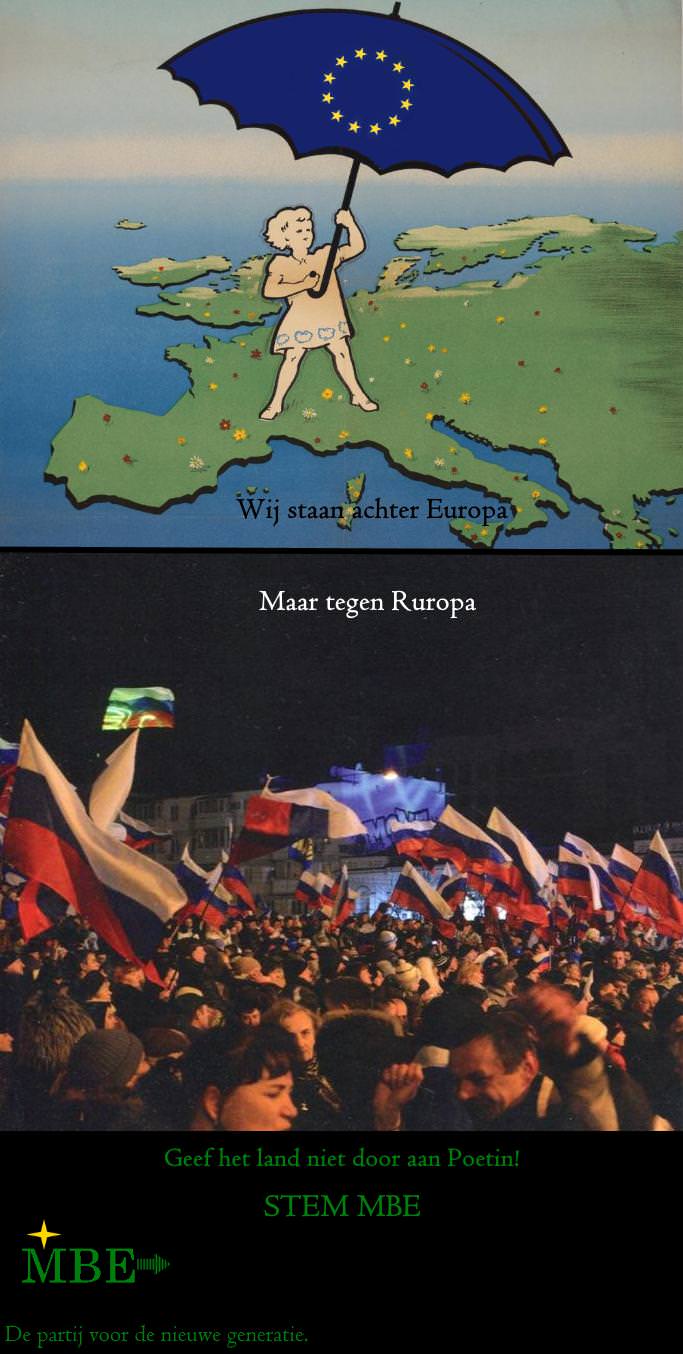 Wij staan achter Europa
Maar tegen Ruropa
Geef het land niet door aan Poetin!
STEM MBE
MBE
De partij voor de nieuwe generatie.